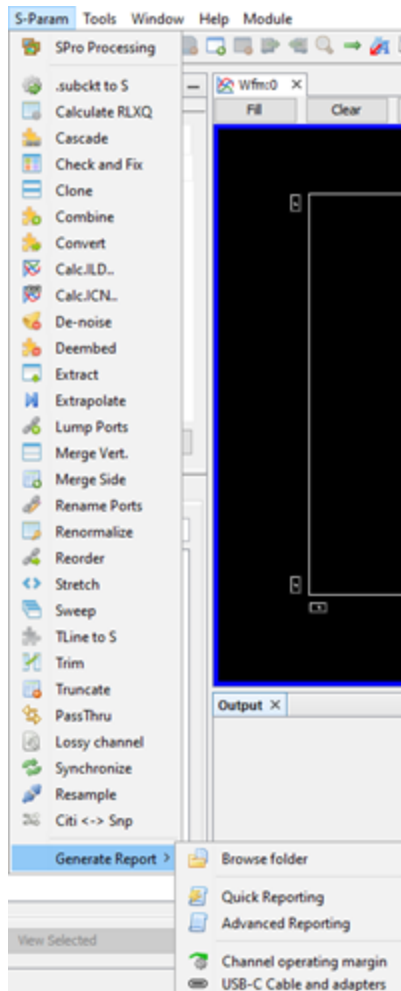 S-Param Tools Window Help Module
SPro Processing
.subckt to S
Calculate RLXQ
Cascade
Check and Fix
Clone
Combine
Convert
Calc.ILD..
Calc.ICN..
De-noise
Deembed
Extract
Extrapolate
Lump Ports
Merge Vert.
Merge Side
Rename Ports
Renormalize
Reorder
Stretch
Sweep
TLine to S
Trim
Truncate
PassThru
Lossy channel
Synchronize
Resample
Citi <-> Snp
Generate Report >
Wfm:0 ×
Fill Clear
Output ×
Browse folder
Quick Reporting
Advanced Reporting
Channel operating margin
USB-C Cable and adapters
View Selected